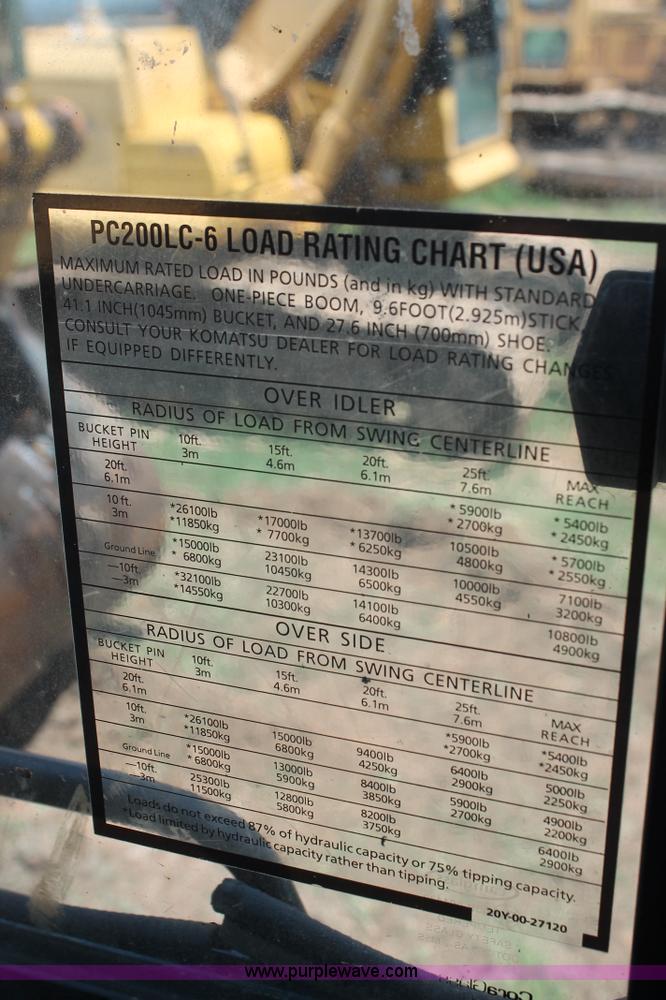 PC200LC-6 LOAD RATING CHART (USA)
MAXIMUM RATED LOAD IN POUNDS (and in kg) WITH STANDARD
UNDERCARRIAGE. ONE-PIECE BOOM, 9.6FOOT(2.925m)STICK
41.1 INCH(1045mm) BUCKET, AND 27.6 INCH (700mm) SHOE.
CONSULT YOUR KOMATSU DEALER FOR LOAD RATING CHANGES
IF EQUIPPED DIFFERENTLY.
OVER IDLER
RADIUS OF LOAD FROM SWING CENTERLINE
BUCKET PIN 10ft. 15ft. 20ft. 25ft. MAX
HEIGHT 3m 4.6m 6.1m 7.6m REACH
20ft. *5900lb *5400lb
6.1m *2700kg *2450kg
10ft. *26100lb *17000lb *13700lb 10500lb *5700lb
3m *11850kg *7700kg *6250kg 4800kg *2550kg
Ground Line *15000lb 23100lb 14300lb 10000lb 7100lb
*6800kg 10450kg 6500kg 4550kg 3200kg
—10ft. *32100lb 22700lb 14100lb 10800lb
—3m *14550kg 10300kg 6400kg 4900kg
OVER SIDE
RADIUS OF LOAD FROM SWING CENTERLINE
BUCKET PIN 10ft. 15ft. 20ft. 25ft. MAX
HEIGHT 3m 4.6m 6.1m 7.6m REACH
20ft. *5900lb *5400lb
6.1m *2700kg *2450kg
10ft. *26100lb 15000lb 9400lb 6400lb 5000lb
3m *11850kg 6800kg 4250kg 2900kg 2250kg
Ground Line *15000lb 13000lb 8400lb 5900lb 4900lb
*6800kg 5900kg 3850kg 2700kg 2200kg
—10ft. 25300lb 12800lb 8200lb 6400lb
—3m 11500kg 5800kg 3750kg 2900kg
Loads do not exceed 87% of hydraulic capacity or 75% tipping capacity.
*Load limited by hydraulic capacity rather than tipping.
20Y-00-27120
www.purplewave.com